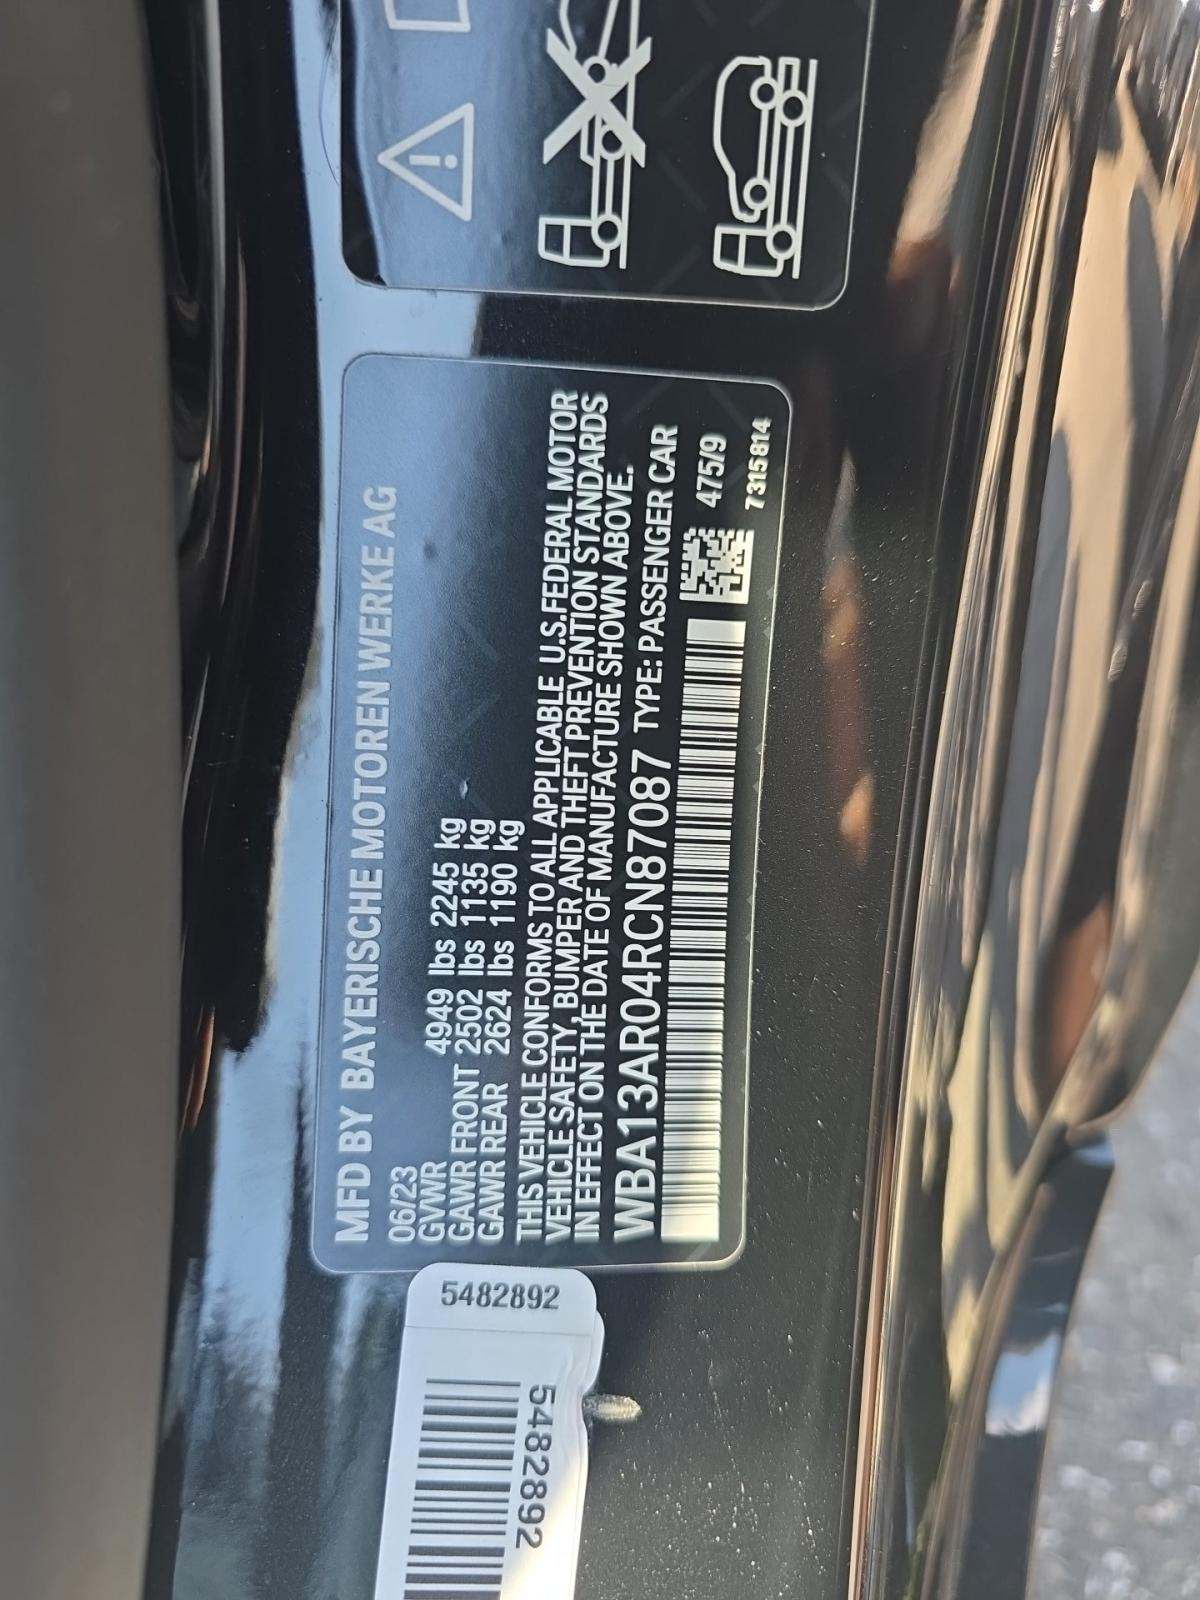 MFD BY BAYERISCHE MOTOREN WERKE AG
06/23
GVWR 4949 lbs 2245 kg
GAWR FRONT 2502 lbs 1135 kg
GAWR REAR 2624 lbs 1190 kg
THIS VEHICLE CONFORMS TO ALL APPLICABLE U.S.FEDERAL MOTOR
VEHICLE SAFETY, BUMPER AND THEFT PREVENTION STANDARDS
IN EFFECT ON THE DATE OF MANUFACTURE SHOWN ABOVE.
WBA13AR04RCN87087 TYPE: PASSENGER CAR
475/9
7315814
5482892
5482892